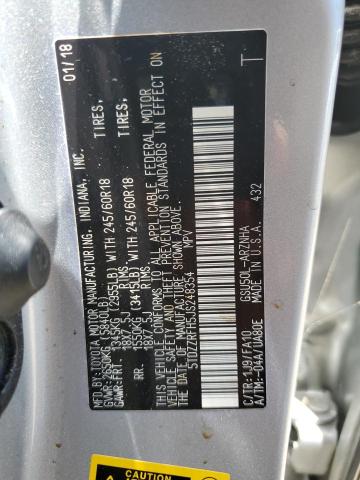 MFD. BY: TOYOTA MOTOR MANUFACTURING, INDIANA, INC.
01/18
GVWR: 2650KG (5840LB)
GAWR: FRT. 1345KG (2955LB) WITH 245/60R18 TIRES,
18X7.5J RIMS
RR. 1550KG (3415LB) WITH 245/60R18 TIRES,
18X7.5J RIMS
THIS VEHICLE CONFORMS TO ALL APPLICABLE FEDERAL MOTOR
VEHICLE SAFETY, THEFT PREVENTION STANDARDS IN EFFECT
ON THE DATE OF MANUFACTURE SHOWN ABOVE.
5TDZZRFH5JS248354 MPV
T
C/TR: 1J9/FA10 GSU50L-ARZNHA
A/TM: -04A/UA80E MADE IN U.S.A. 432
CAUTION